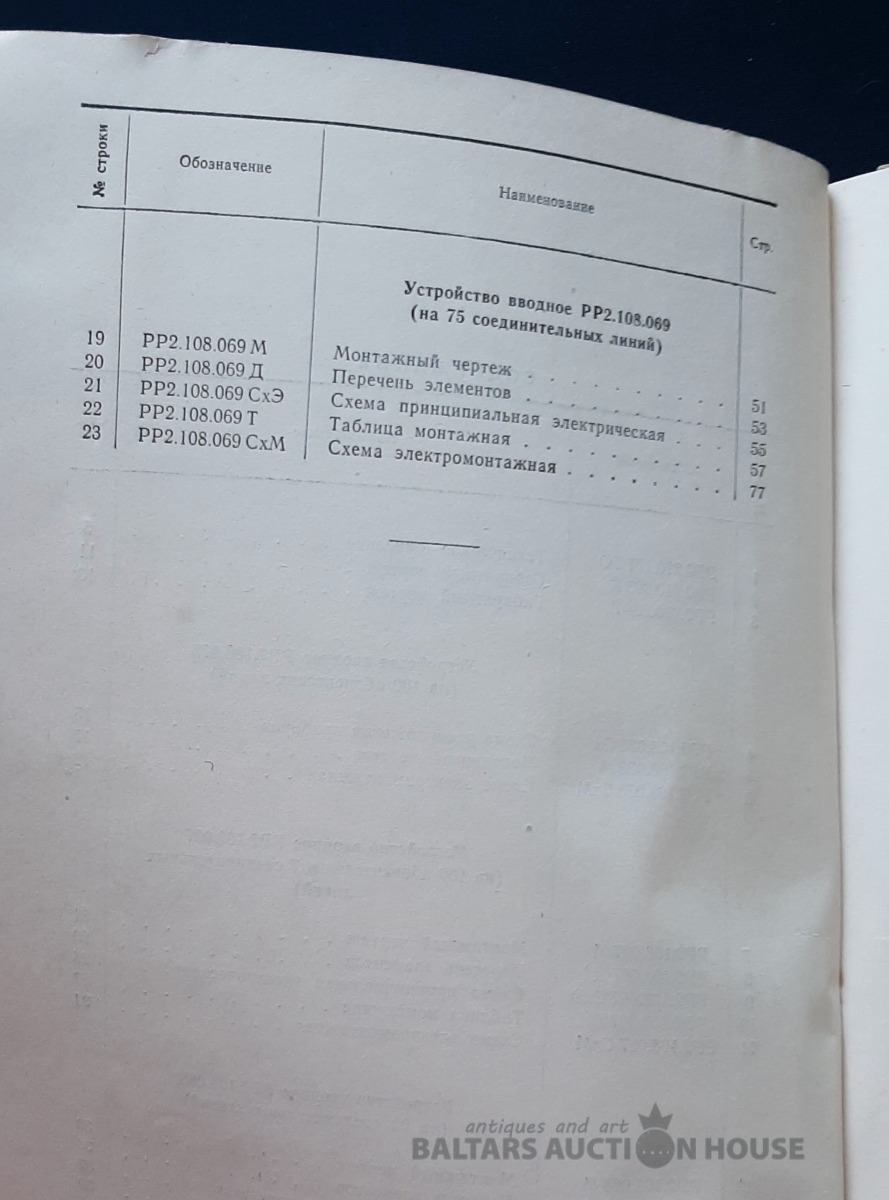 № строки Обозначение Наименование Стр.
Устройство вводное РР2.108.069
(на 75 соединительных линий)
19 РР2.108.069 М Монтажный чертеж . . . . . . . . . 51
20 РР2.108.069 Д Перечень элементов . . . . . . . . . 53
21 РР2.108.069 СхЭ Схема принципиальная электрическая . . . 55
22 РР2.108.069 Т Таблица монтажная . . . . . . . . . 57
23 РР2.108.069 СхМ Схема электромонтажная . . . . . . . . 77
antiques and art
BALTARS AUCTION HOUSE